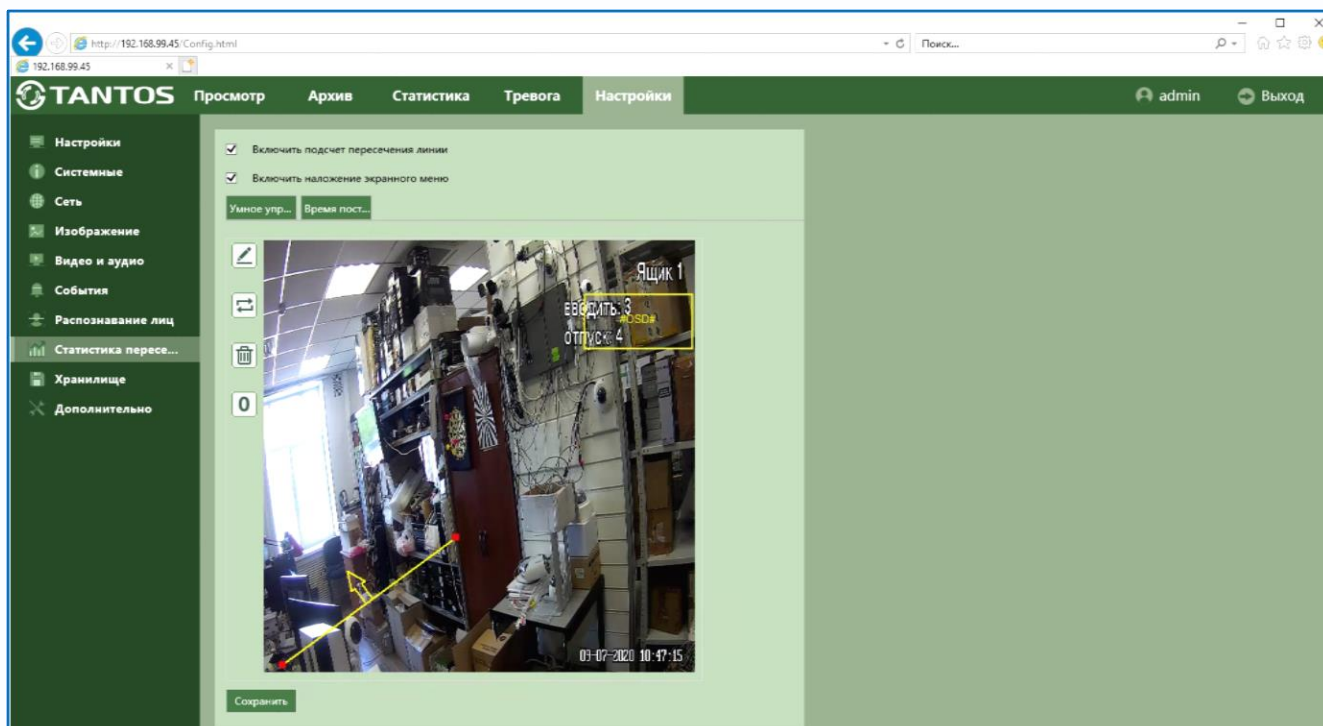 http://192.168.99.45/Config.html
Поиск...
192.168.99.45
TANTOS
Просмотр
Архив
Статистика
Тревога
Настройки
admin
Выход
Настройки
Системные
Сеть
Изображение
Видео и аудио
События
Распознавание лиц
Статистика пересе...
Хранилище
Дополнительно
Включить подсчет пересечения линии
Включить наложение экранного меню
Умное упр...
Время пост...
Ящик 1
вводить: 3
#OSD#
отпуск: 4
0
09-07-2020 10:47:15
Сохранить